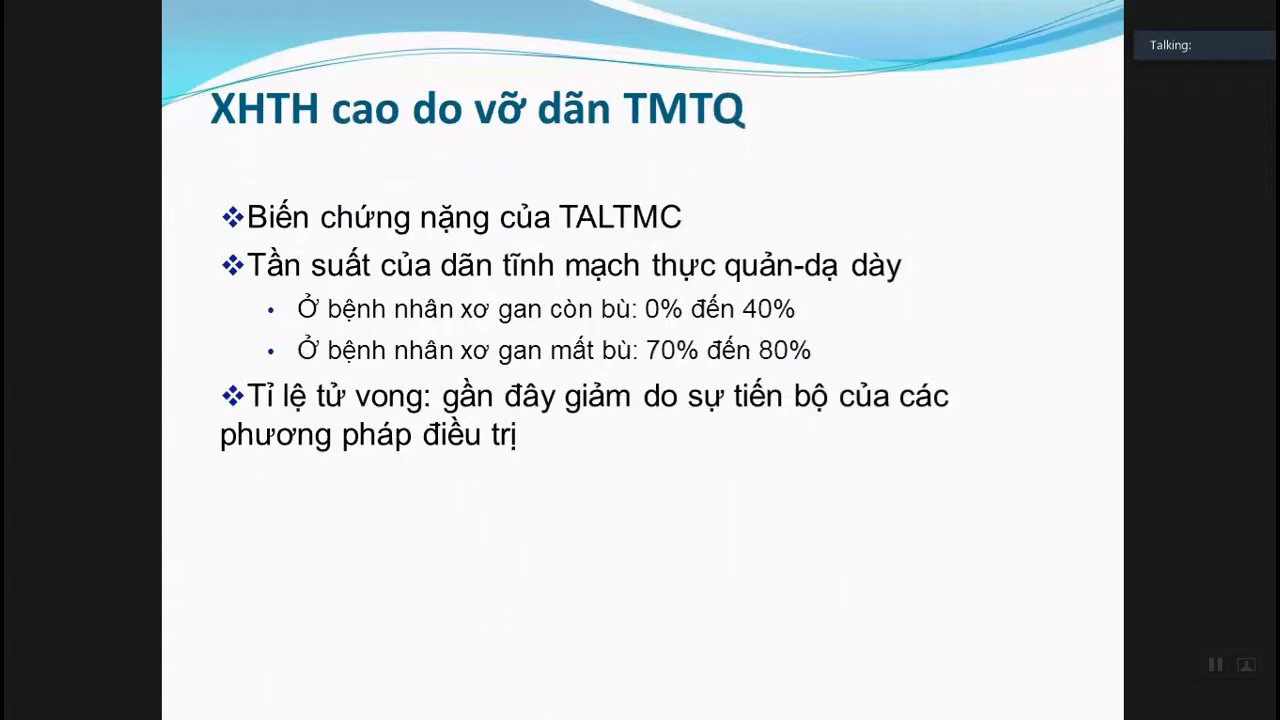 Talking:
XHTH cao do vỡ dãn TMTQ
❖Biến chứng nặng của TALTMC
❖Tần suất của dãn tĩnh mạch thực quản-dạ dày
• Ở bệnh nhân xơ gan còn bù: 0% đến 40%
• Ở bệnh nhân xơ gan mất bù: 70% đến 80%
❖Tỉ lệ tử vong: gần đây giảm do sự tiến bộ của các
phương pháp điều trị